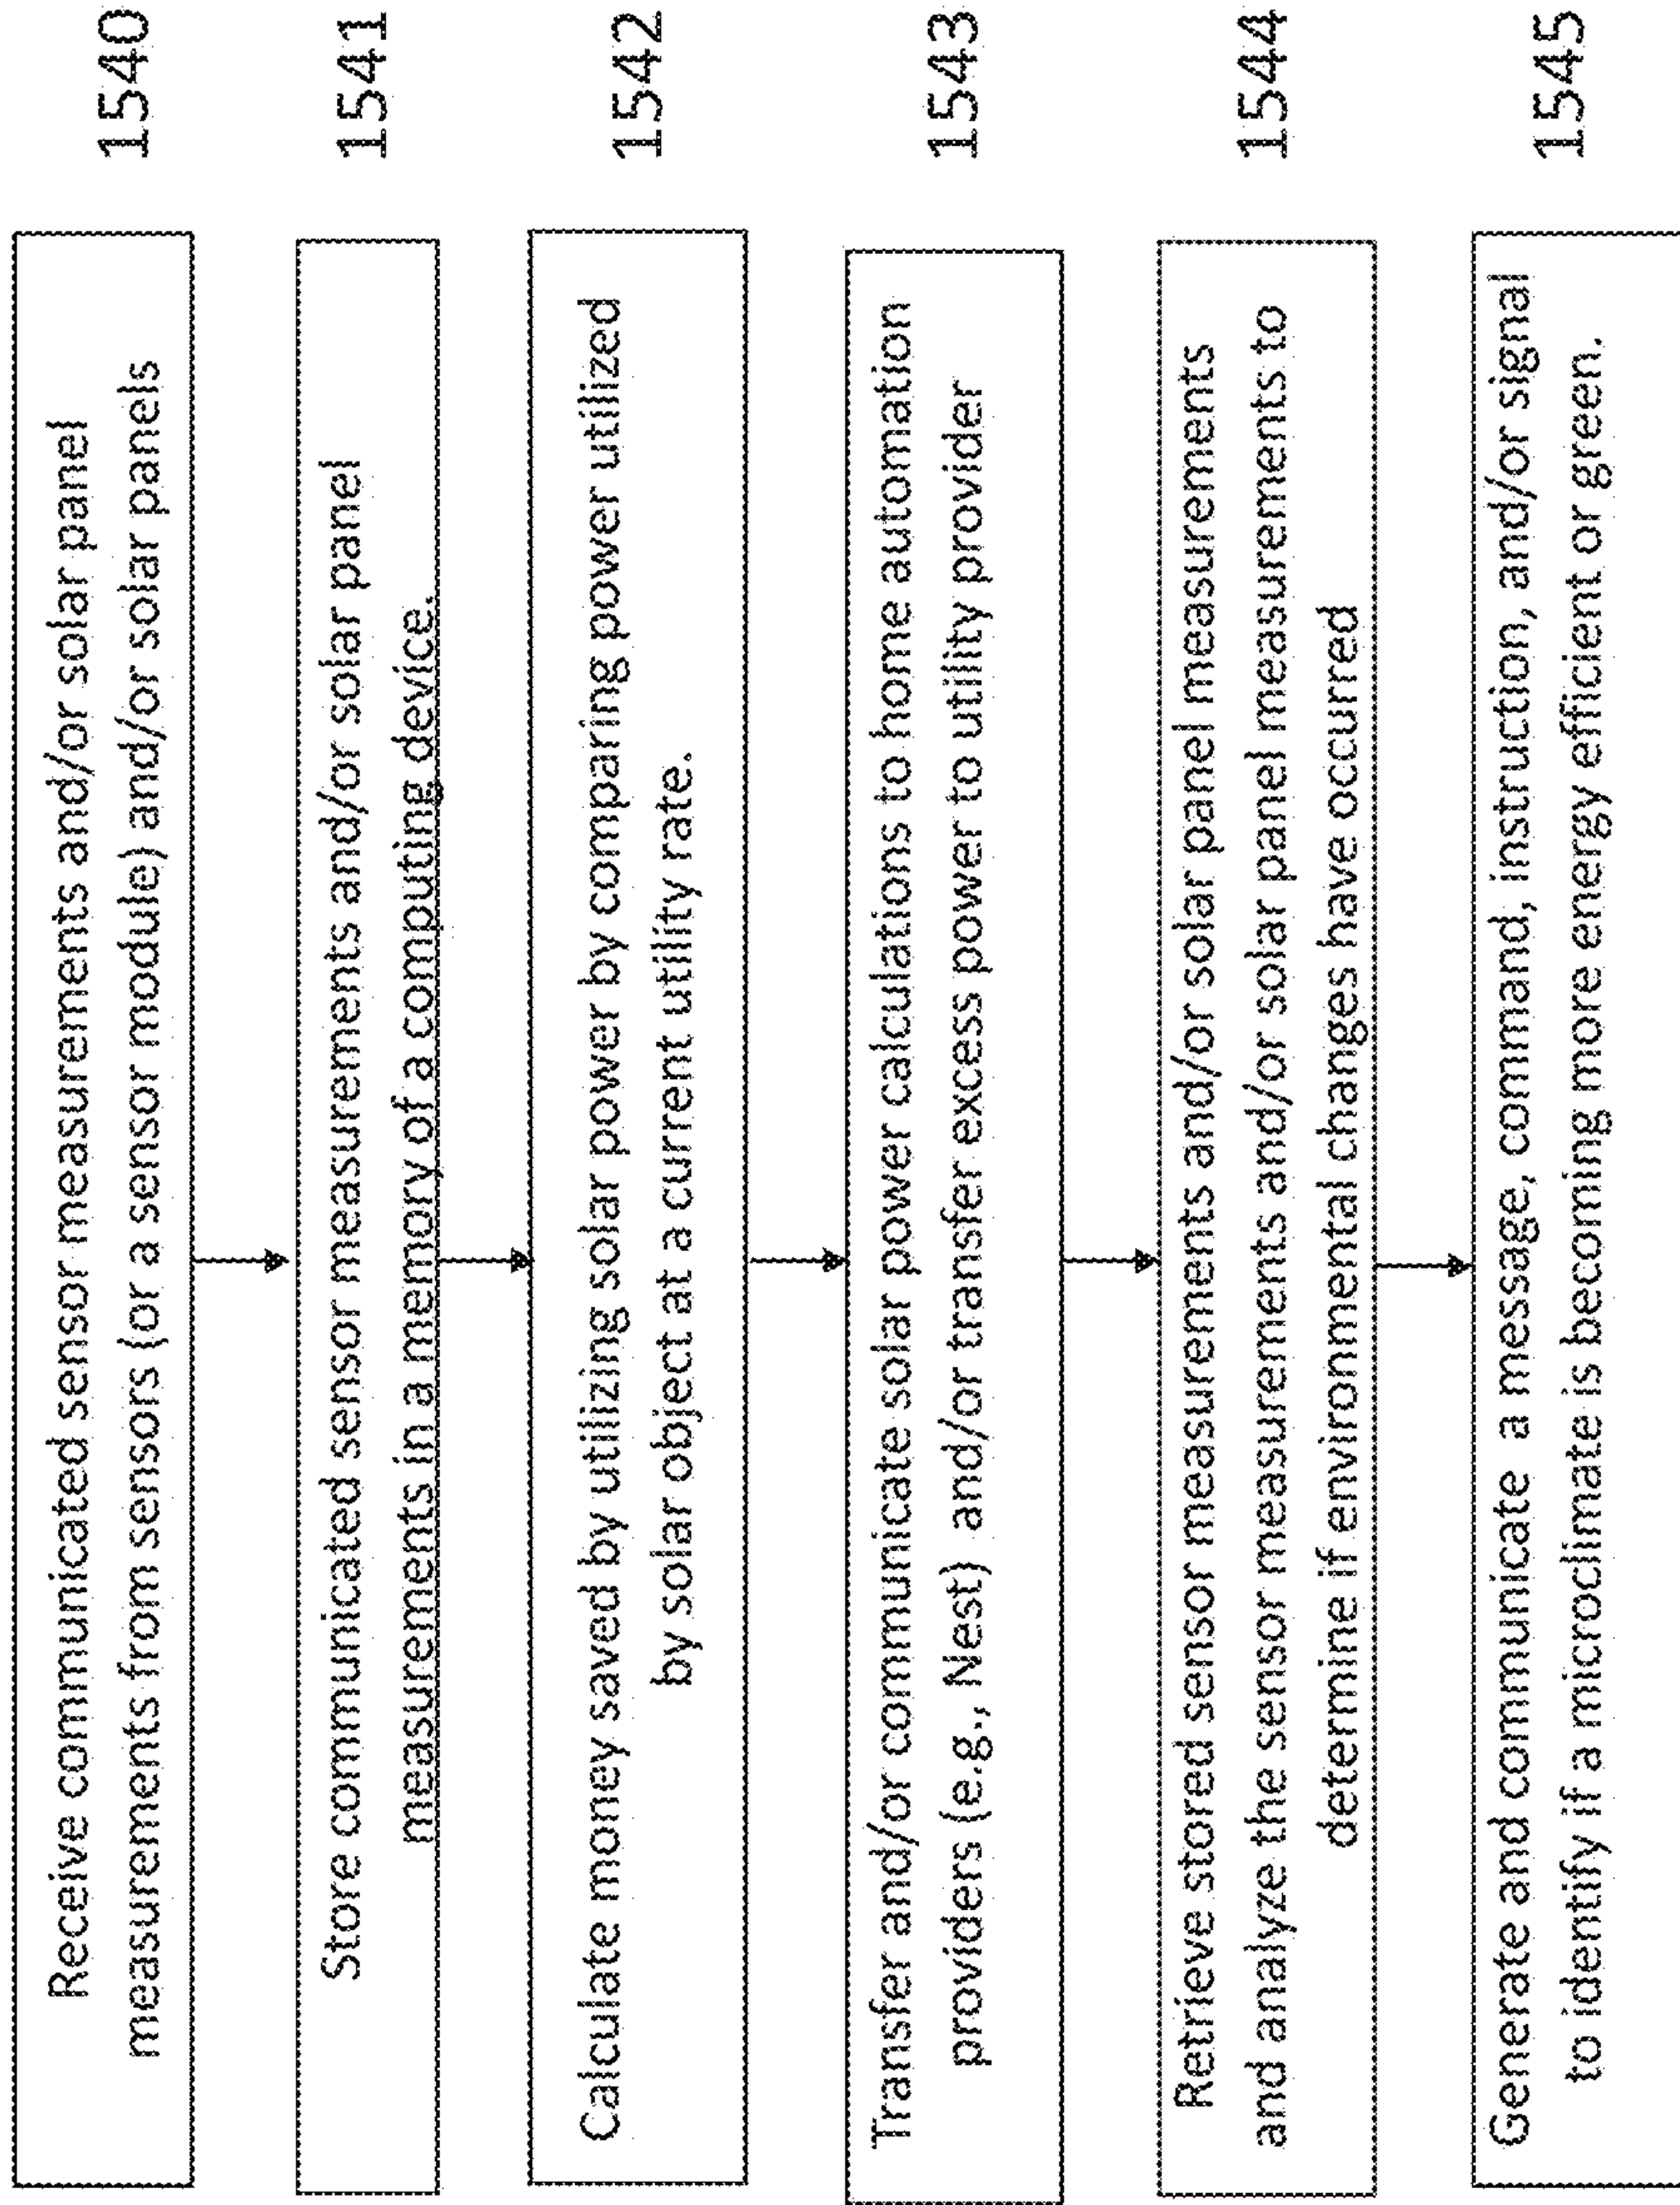 Receive communicated sensor measurements and/or solar panel
measurements from sensors (or a sensor module) and/or solar panels
1540
Store communicated sensor measurements and/or solar panel
measurements in a memory of a computing device.
1541
Calculate money saved by utilizing solar power by comparing power utilized
by solar object at a current utility rate.
1542
Transfer and/or communicate solar power calculations to home automation
providers (e.g., Nest) and/or transfer excess power to utility provider
1543
Retrieve stored sensor measurements and/or solar panel measurements
and analyze the sensor measurements and/or solar panel measurements to
determine if environmental changes have occurred
1544
Generate and communicate a message, command, instruction, and/or signal
to identify if a microclimate is becoming more energy efficient or green.
1545